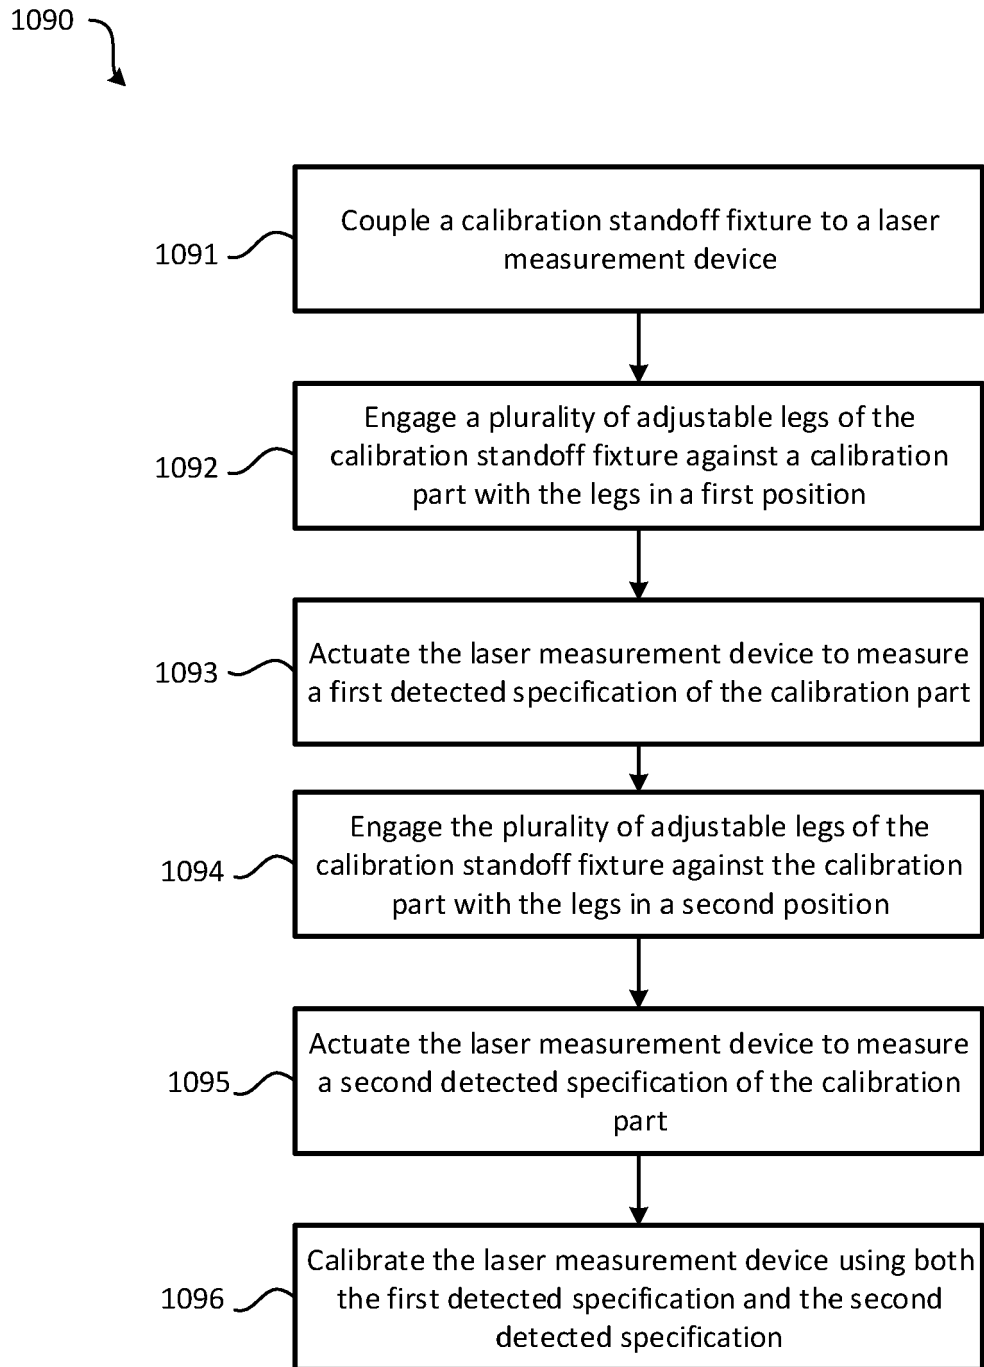 1090
1091
Couple a calibration standoff fixture to a laser
measurement device
1092
Engage a plurality of adjustable legs of the
calibration standoff fixture against a calibration
part with the legs in a first position
1093
Actuate the laser measurement device to measure
a first detected specification of the calibration part
1094
Engage the plurality of adjustable legs of the
calibration standoff fixture against the calibration
part with the legs in a second position
1095
Actuate the laser measurement device to measure
a second detected specification of the calibration
part
1096
Calibrate the laser measurement device using both
the first detected specification and the second
detected specification